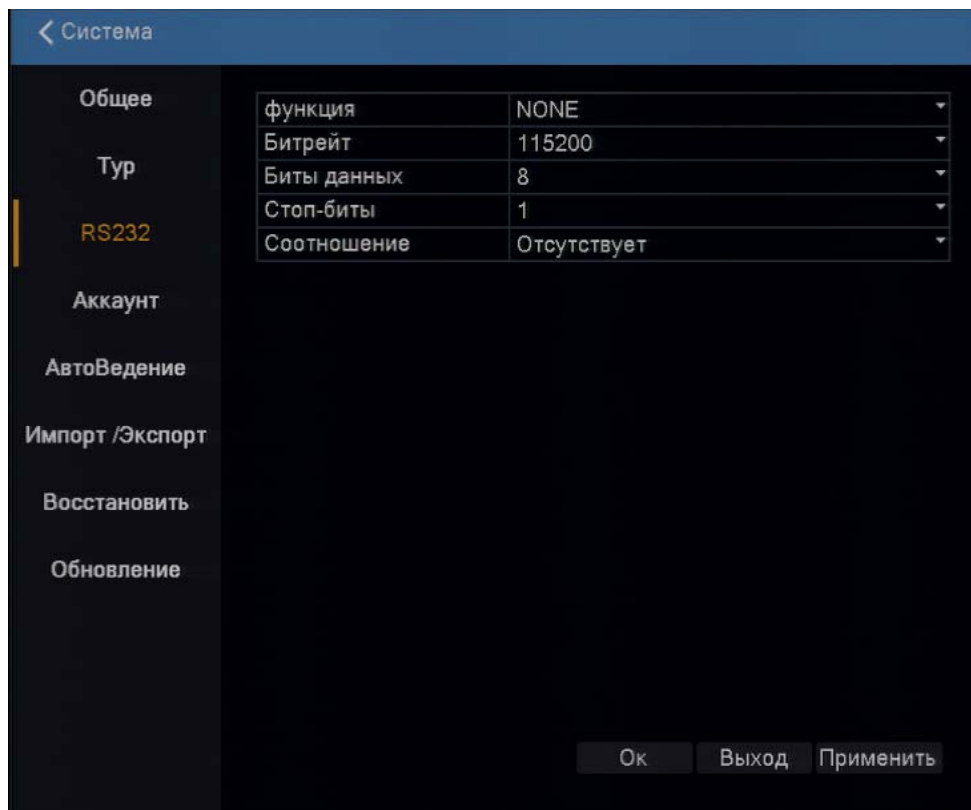 Система
Общее
Тур
RS232
Аккаунт
АвтоВедение
Импорт /Экспорт
Восстановить
Обновление
функция NONE
Битрейт 115200
Биты данных 8
Стоп-биты 1
Соотношение Отсутствует
Ок Выход Применить